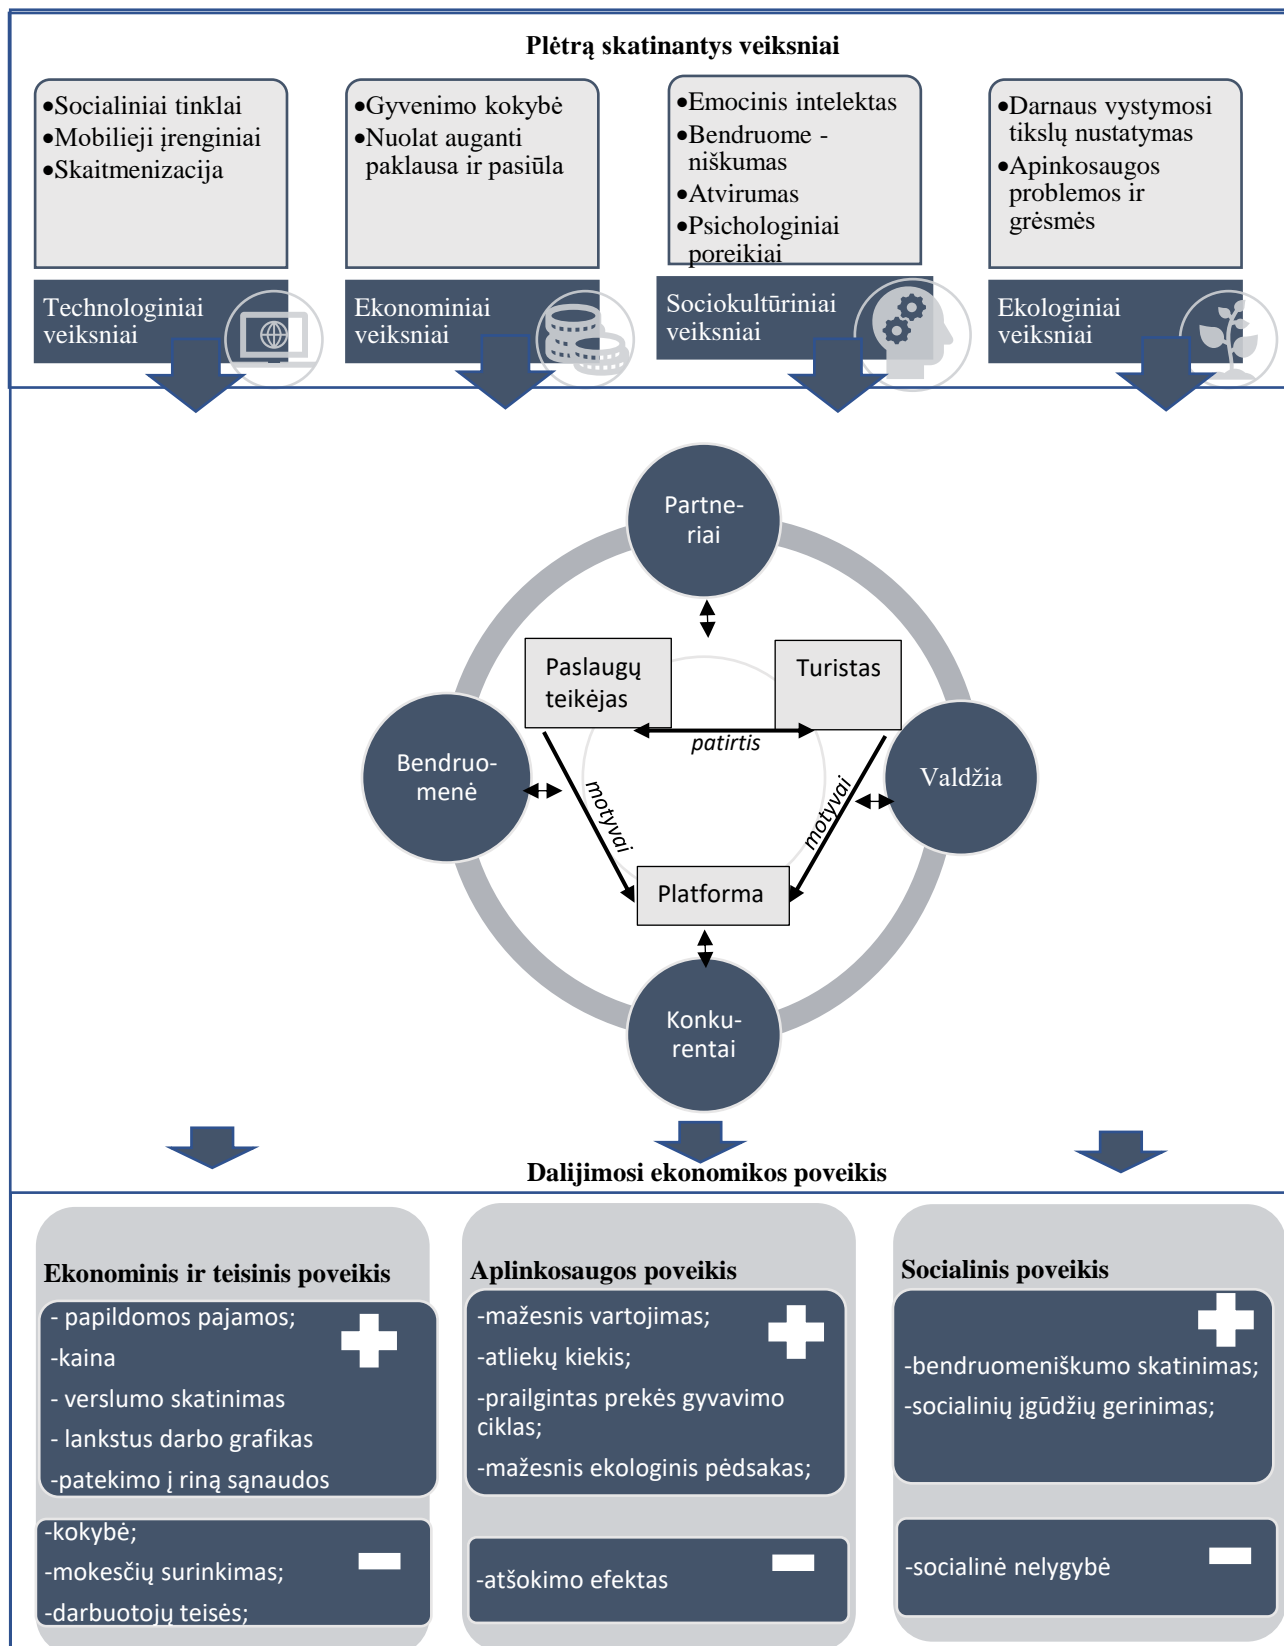 Plėtrą skatinantys veiksniai
•Socialiniai tinklai
•Mobilieji įrenginiai
•Skaitmenizacija
Technologiniai
veiksniai
•Gyvenimo kokybė
•Nuolat auganti
paklausa ir pasiūla
Ekonominiai
veiksniai
•Emocinis intelektas
•Bendruome -
niškumas
•Atvirumas
•Psichologiniai
poreikiai
Sociokultūriniai
veiksniai
•Darnaus vystymosi
tikslų nustatymas
•Apinkosaugos
problemos ir
grėsmės
Ekologiniai
veiksniai
Partne-
riai
Paslaugų
teikėjas
Turistas
patirtis
Bendruo-
menė
motyvai
motyvai
Valdžia
Platforma
Konku-
rentai
Dalijimosi ekonomikos poveikis
Ekonominis ir teisinis poveikis
- papildomos pajamos;
-kaina
- verslumo skatinimas
- lankstus darbo grafikas
-patekimo į riną sąnaudos
-kokybė;
-mokesčių surinkimas;
-darbuotojų teisės;
Aplinkosaugos poveikis
-mažesnis vartojimas;
-atliekų kiekis;
-prailgintas prekės gyvavimo
ciklas;
-mažesnis ekologinis pėdsakas;
-atšokimo efektas
Socialinis poveikis
-bendruomeniškumo skatinimas;
-socialinių įgūdžių gerinimas;
-socialinė nelygybė